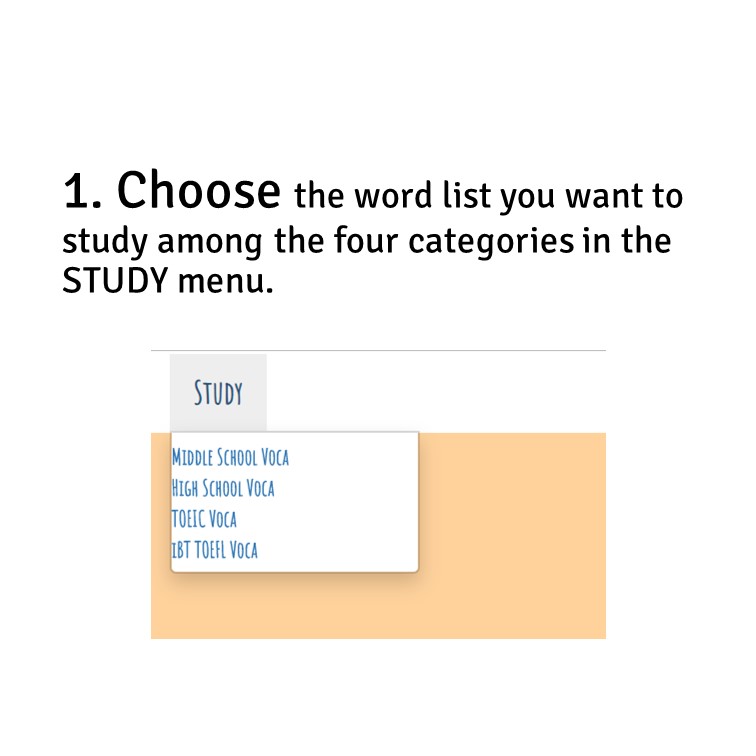 1. Choose the word list you want to
study among the four categories in the
STUDY menu.
Study
Middle School Voca
High School Voca
TOEIC Voca
iBT TOEFL Voca